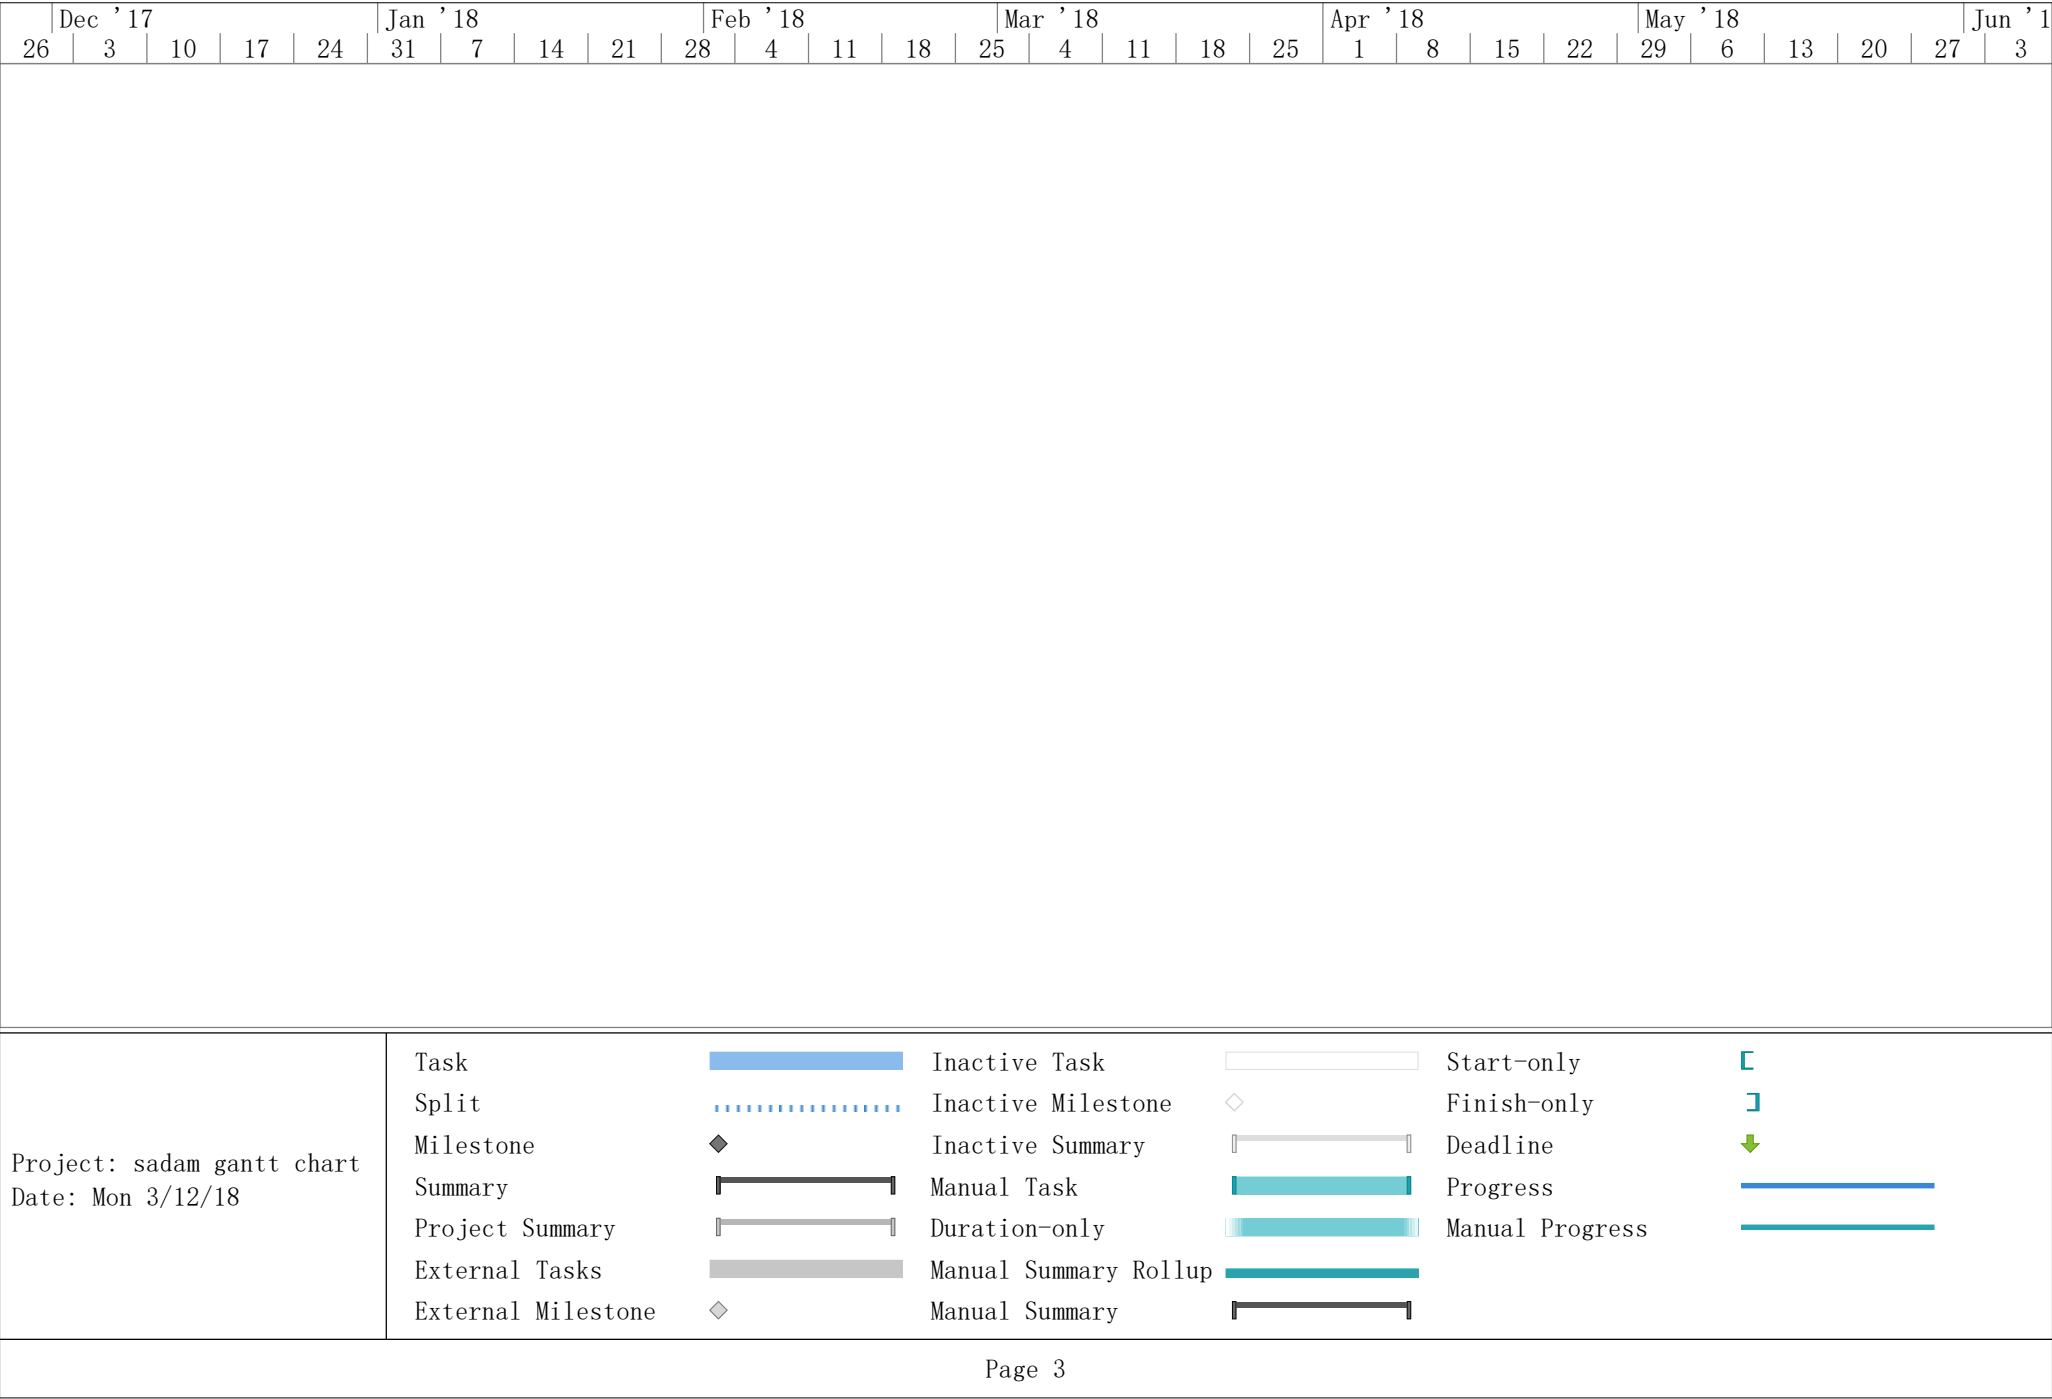 Dec '17 Jan '18 Feb '18 Mar '18 Apr '18 May '18 Jun '1
26 3 10 17 24 31 7 14 21 28 4 11 18 25 4 11 18 25 1 8 15 22 29 6 13 20 27 3
Project: sadam gantt chart
Date: Mon 3/12/18
Task
Split
Milestone
Summary
Project Summary
External Tasks
External Milestone
Inactive Task
Inactive Milestone
Inactive Summary
Manual Task
Duration-only
Manual Summary Rollup
Manual Summary
Start-only
Finish-only
Deadline
Progress
Manual Progress
Page 3